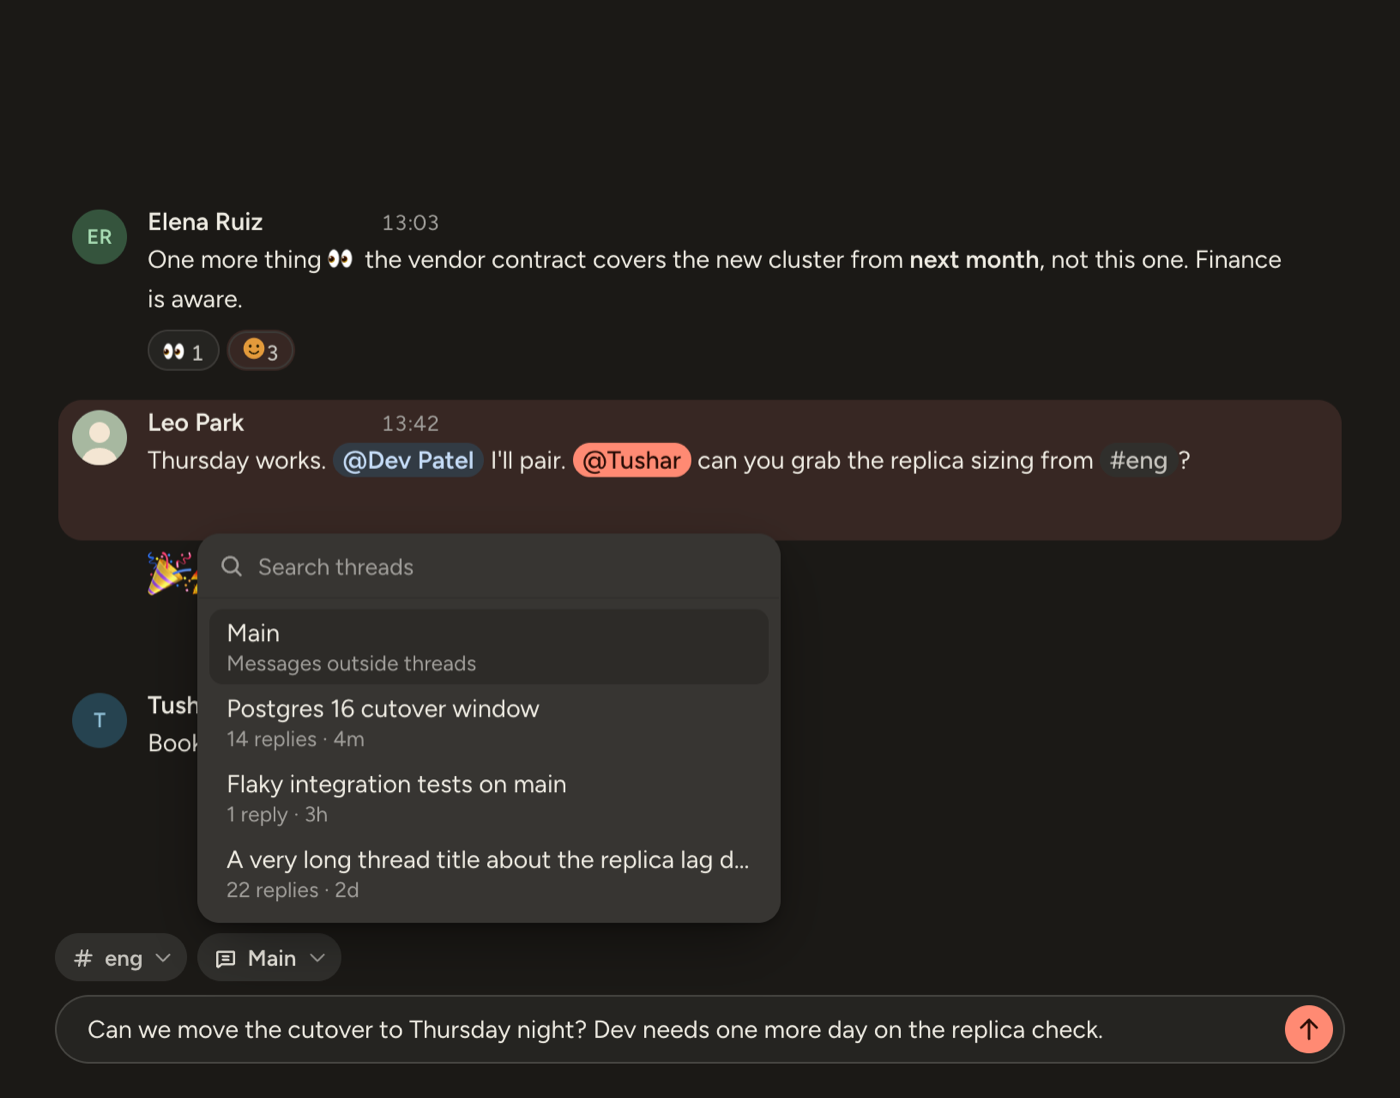 ER
Elena Ruiz 13:03
One more thing 👀 the vendor contract covers the new cluster from next month, not this one. Finance
is aware.
👀 1 🙂 3
Leo Park 13:42
Thursday works. @Dev Patel I'll pair. @Tushar can you grab the replica sizing from #eng ?
Search threads
Main
Messages outside threads
T
Postgres 16 cutover window
14 replies · 4m
Flaky integration tests on main
1 reply · 3h
A very long thread title about the replica lag d...
22 replies · 2d
# eng
Main
Can we move the cutover to Thursday night? Dev needs one more day on the replica check.